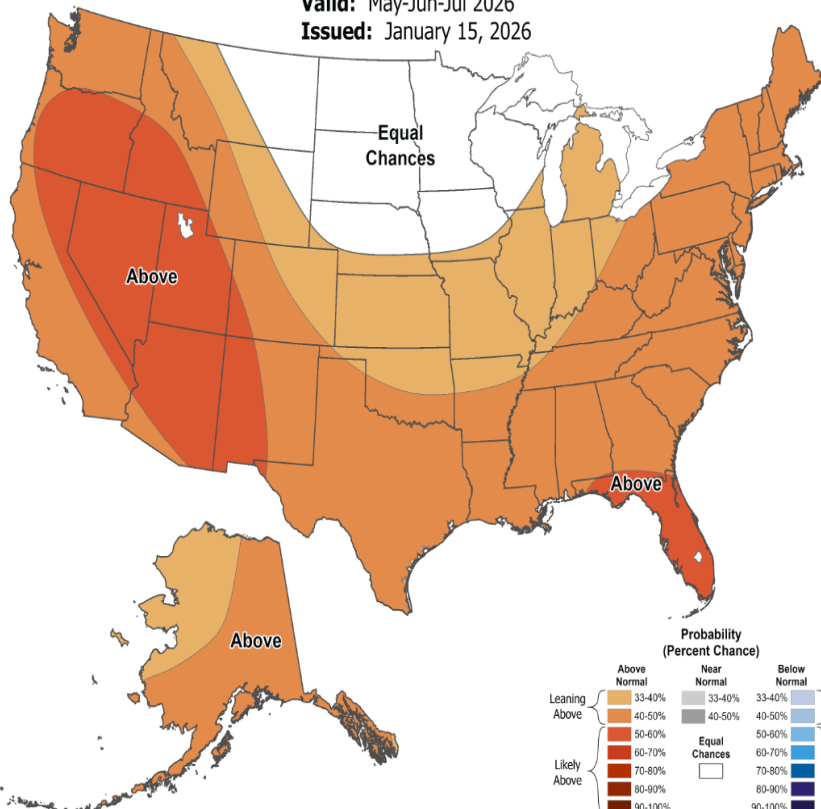 Valid: May-Jun-Jul 2026
Issued: January 15, 2026
Equal
Chances
Above
Above
Above
Probability
(Percent Chance)
Above
Normal
Near
Normal
Below
Normal
Leaning
Above
33-40%
33-40%
33-40%
40-50%
40-50%
40-50%
Likely
Above
50-60%
50-60%
60-70%
60-70%
70-80%
70-80%
80-90%
80-90%
90-100%
90-100%
Equal
Chances